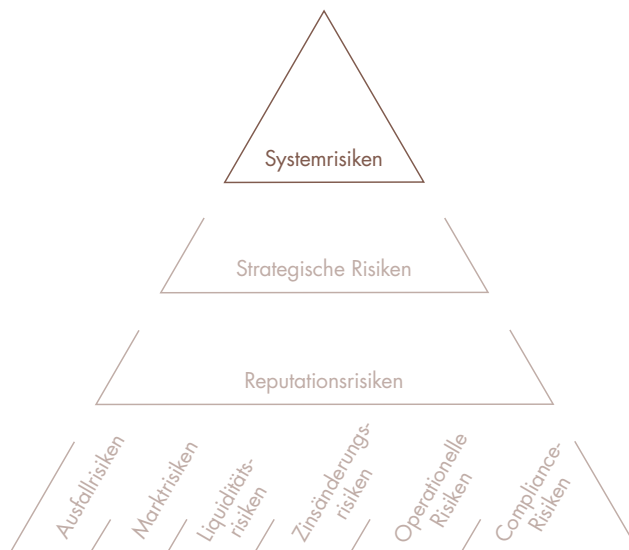 Systemrisiken
Strategische Risiken
Reputationsrisiken
Ausfallrisiken
Marktrisiken
Liquiditäts-
risiken
Zinsänderungs-
risiken
Operationelle
Risiken
Compliance-
Risiken